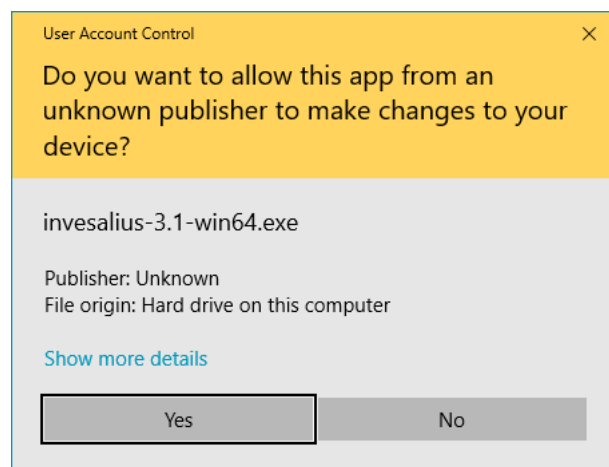 User Account Control
Do you want to allow this app from an
unknown publisher to make changes to your
device?
invesalius-3.1-win64.exe
Publisher: Unknown
File origin: Hard drive on this computer
Show more details
Yes
No